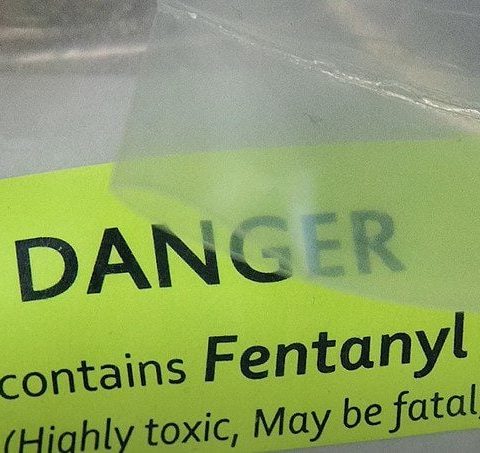 DANGER
contains Fentanyl
(Highly toxic, May be fatal,